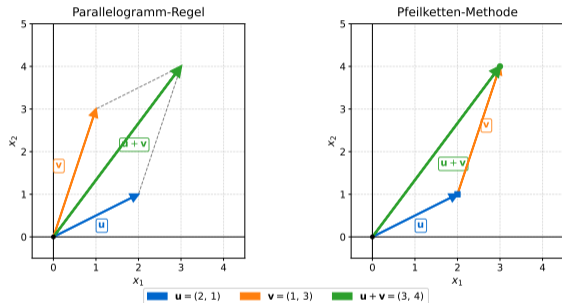 Parallelogramm-Regel
5
4
3
2
1
0
0 1 2 3 4
x₂
x₁
v
u + v
u
Pfeilketten-Methode
5
4
3
2
1
0
0 1 2 3 4
x₂
x₁
v
u + v
u
u = (2, 1) v = (1, 3) u + v = (3, 4)